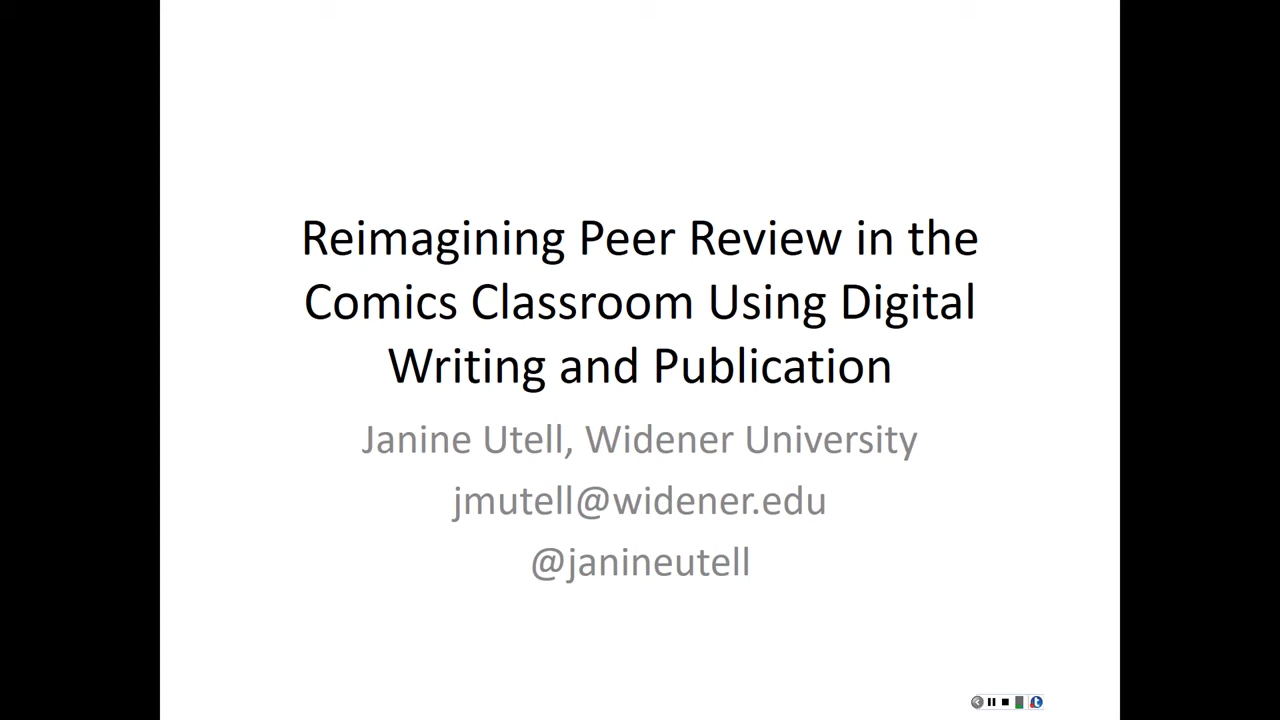 Reimagining Peer Review in the
Comics Classroom Using Digital
Writing and Publication
Janine Utell, Widener University
jmutell@widener.edu
@janineutell